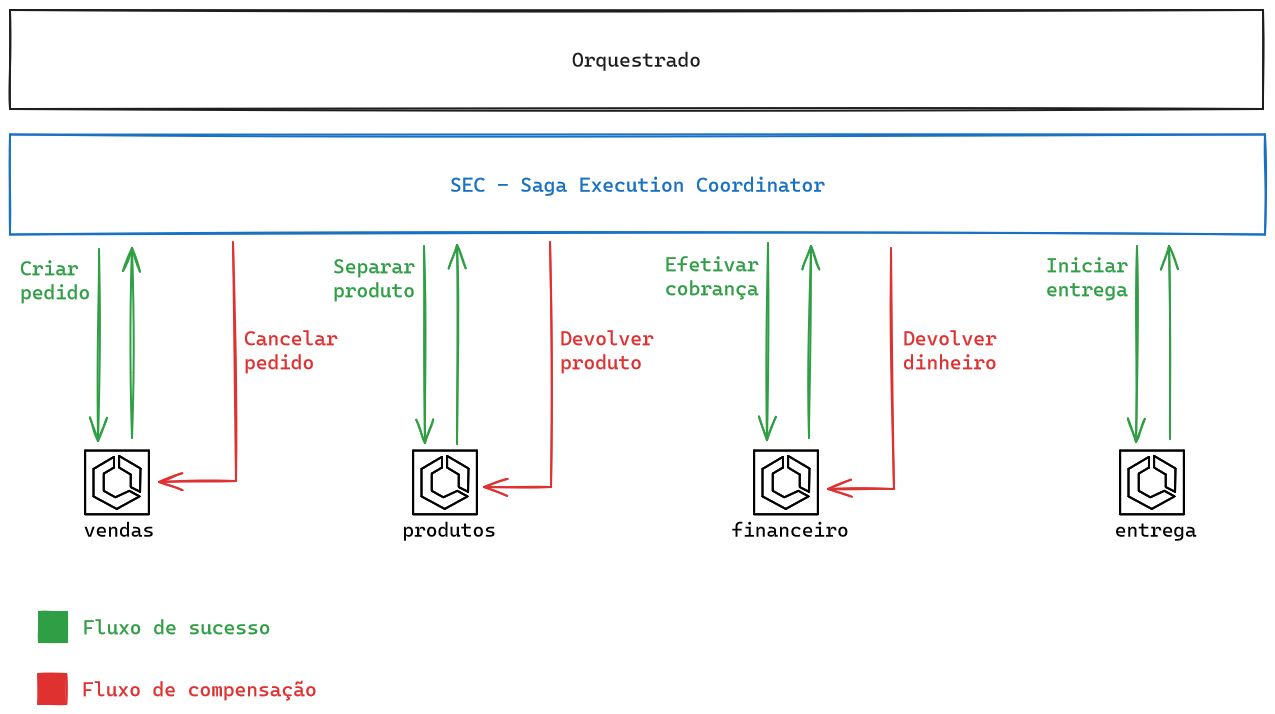 Orquestrado
SEC - Saga Execution Coordinator
Criar
pedido
Cancelar
pedido
Separar
produto
Devolver
produto
Efetivar
cobrança
Devolver
dinheiro
Iniciar
entrega
vendas
produtos
financeiro
entrega
Fluxo de sucesso
Fluxo de compensação